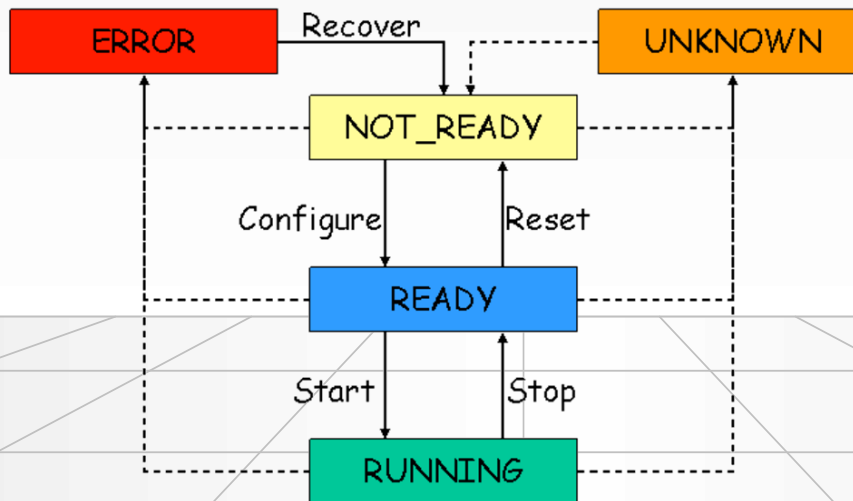 ERROR
Recover
UNKNOWN
NOT_READY
Configure
Reset
READY
Start
Stop
RUNNING